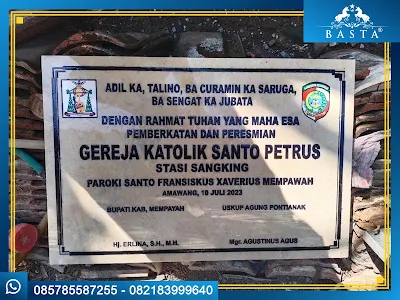 BASTA®
ADIL KA, TALINO, BA CURAMIN KA SARUGA,
BA SENGAT KA JUBATA
DENGAN RAHMAT TUHAN YANG MAHA ESA
PEMBERKATAN DAN PERESMIAN
GEREJA KATOLIK SANTO PETRUS
STASI SANGKING
PAROKI SANTO FRANSISKUS XAVERIUS MEMPAWAH
AMAWANG, 10 JULI 2023
BUPATI KAB, MEMPAYAH
USKUP AGUNG PONTIANAK
Hj. ERLINA, S.H., M.H.
Mgr. AGUSTINUS AGUS
085785587255 - 082183999640